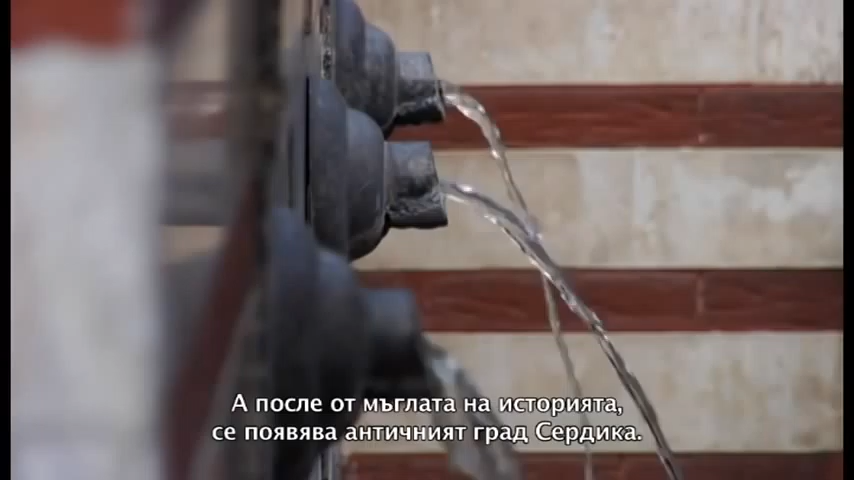 А после от мъглата на историята,
се появява античният град Сердика.